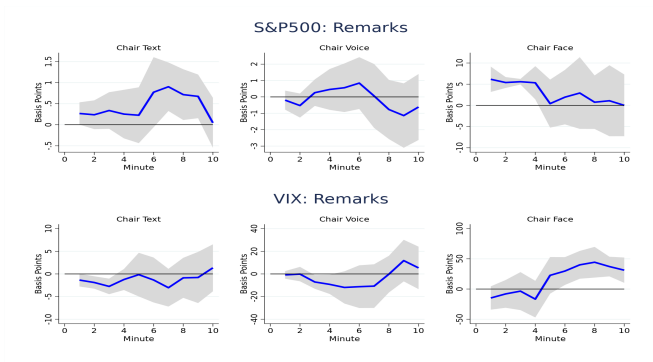 S&P500: Remarks
Chair Text
Chair Voice
Chair Face
Basis Points
-.5 0 .5 1 1.5
0 2 4 6 8 10
Minute
Basis Points
-3 -2 -1 0 1 2
0 2 4 6 8 10
Minute
Basis Points
-10 -5 0 5 10
0 2 4 6 8 10
Minute
VIX: Remarks
Chair Text
Chair Voice
Chair Face
Basis Points
-10 -5 0 5 10
0 2 4 6 8 10
Minute
Basis Points
-40 -20 0 20 40
0 2 4 6 8 10
Minute
Basis Points
-50 0 50 100
0 2 4 6 8 10
Minute